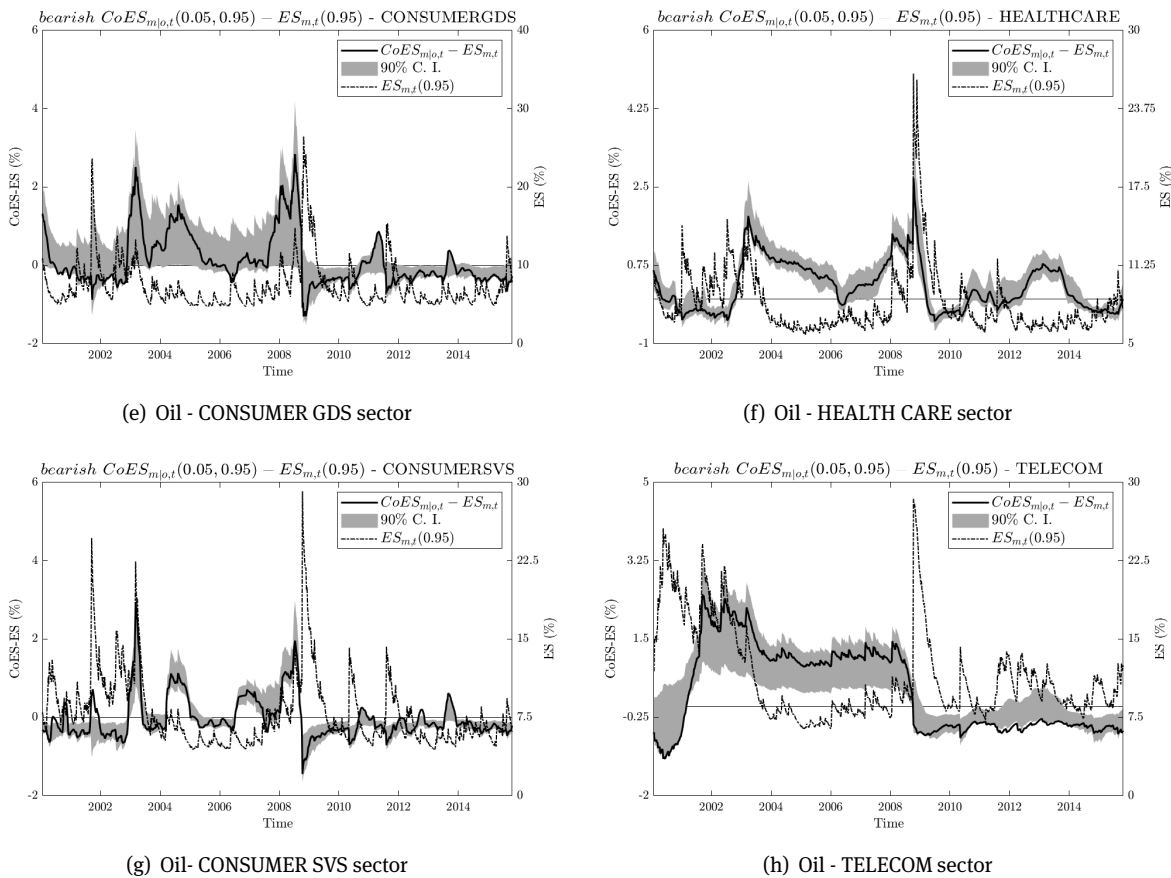 bearish CoES_{m|o,t}(0.05, 0.95) − ES_{m,t}(0.95) - CONSUMERGDS
6
4
2
0
-2
CoES-ES (%)
40
30
20
10
0
ES (%)
CoES_{m|o,t} − ES_{m,t}
90% C. I.
ES_{m,t}(0.95)
2002 2004 2006 2008 2010 2012 2014
Time
(e) Oil - CONSUMER GDS sector
bearish CoES_{m|o,t}(0.05, 0.95) − ES_{m,t}(0.95) - HEALTHCARE
6
4.25
2.5
0.75
-1
CoES-ES (%)
30
23.75
17.5
11.25
5
ES (%)
CoES_{m|o,t} − ES_{m,t}
90% C. I.
ES_{m,t}(0.95)
2002 2004 2006 2008 2010 2012 2014
Time
(f) Oil - HEALTH CARE sector
bearish CoES_{m|o,t}(0.05, 0.95) − ES_{m,t}(0.95) - CONSUMERSVS
6
4
2
0
-2
CoES-ES (%)
30
22.5
15
7.5
0
ES (%)
CoES_{m|o,t} − ES_{m,t}
90% C. I.
ES_{m,t}(0.95)
2002 2004 2006 2008 2010 2012 2014
Time
(g) Oil- CONSUMER SVS sector
bearish CoES_{m|o,t}(0.05, 0.95) − ES_{m,t}(0.95) - TELECOM
5
3.25
1.5
-0.25
-2
CoES-ES (%)
30
22.5
15
7.5
0
ES (%)
CoES_{m|o,t} − ES_{m,t}
90% C. I.
ES_{m,t}(0.95)
2002 2004 2006 2008 2010 2012 2014
Time
(h) Oil - TELECOM sector